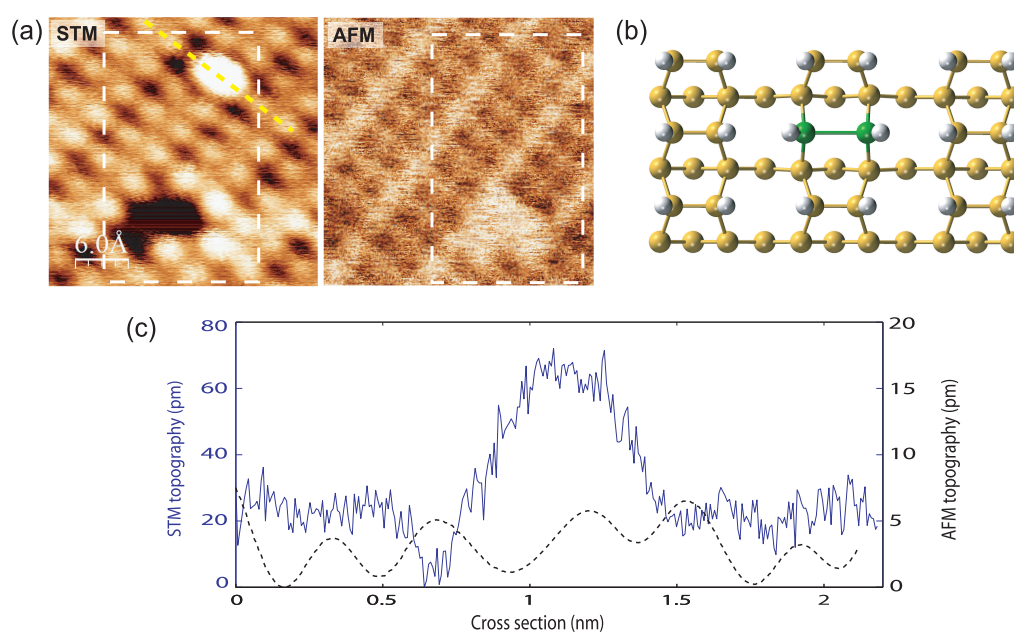 (a)
STM
AFM
(b)
6.0Å
(c)
80
60
40
20
0
STM topography (pm)
20
15
10
5
0
AFM topography (pm)
0
0.5
1
1.5
2
Cross section (nm)